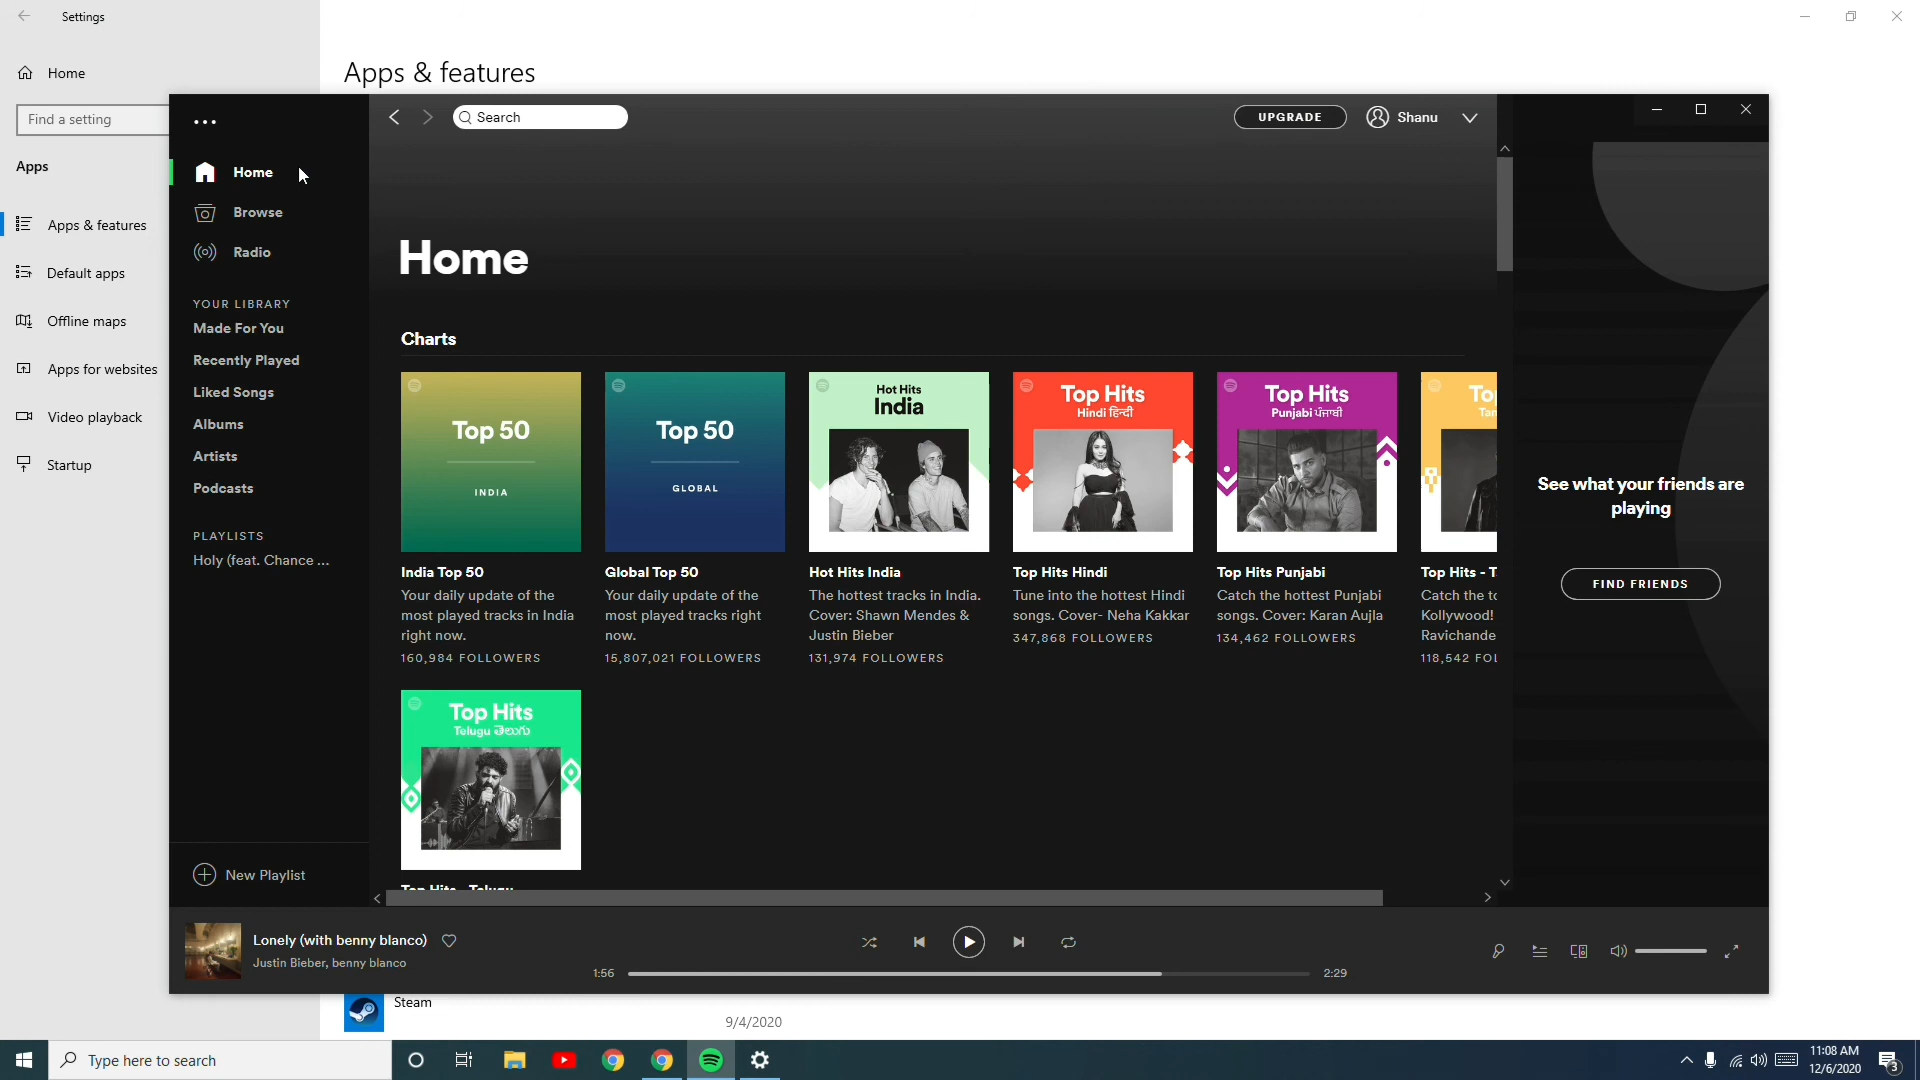 Settings
Home
Apps & features
Find a setting
Apps
Apps & features
Default apps
Offline maps
Apps for websites
Video playback
Startup
Home
Browse
Radio
YOUR LIBRARY
Made For You
Recently Played
Liked Songs
Albums
Artists
Podcasts
PLAYLISTS
Holy (feat. Chance ...
New Playlist
Search
UPGRADE
Shanu
Home
Charts
Top 50
INDIA
Top 50
GLOBAL
Hot Hits
India
Top Hits
Hindi हिन्दी
Top Hits
Punjabi ਪੰਜਾਬੀ
India Top 50
Your daily update of the
most played tracks in India
right now.
160,984 FOLLOWERS
Global Top 50
Your daily update of the
most played tracks right
now.
15,807,021 FOLLOWERS
Hot Hits India
The hottest tracks in India.
Cover: Shawn Mendes &
Justin Bieber
131,974 FOLLOWERS
Top Hits Hindi
Tune into the hottest Hindi
songs. Cover- Neha Kakkar
347,868 FOLLOWERS
Top Hits Punjabi
Catch the hottest Punjabi
songs. Cover: Karan Aujla
134,462 FOLLOWERS
Top Hits - T
Catch the
Kollywood!
Ravichande
118,542 FOL
Top Hits
Telugu తెలుగు
See what your friends are
playing
FIND FRIENDS
Lonely (with benny blanco)
Justin Bieber, benny blanco
1:56
2:29
Steam
9/4/2020
Type here to search
11:08 AM
12/6/2020
3